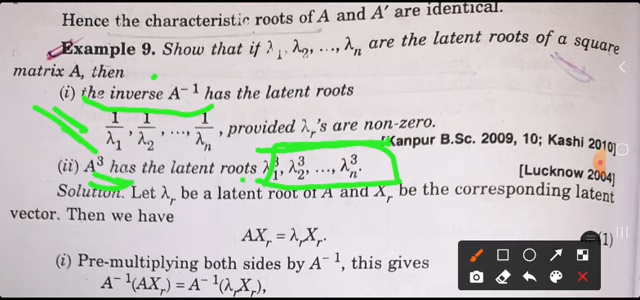 Hence the characteristic roots of A and A′ are identical.
Example 9. Show that if λ₁, λ₂, ..., λₙ are the latent roots of a square
matrix A, then
(i) the inverse A⁻¹ has the latent roots
1/λ₁, 1/λ₂, ..., 1/λₙ, provided λᵣ's are non-zero.
[Kanpur B.Sc. 2009, 10; Kashi 2010]
(ii) A³ has the latent roots λ₁³, λ₂³, ..., λₙ³.
[Lucknow 2004]
Solution. Let λᵣ be a latent root of A and Xᵣ be the corresponding latent
vector. Then we have
AXᵣ = λᵣXᵣ. (1)
(i) Pre-multiplying both sides by A⁻¹, this gives
A⁻¹(AXᵣ) = A⁻¹(λᵣXᵣ),